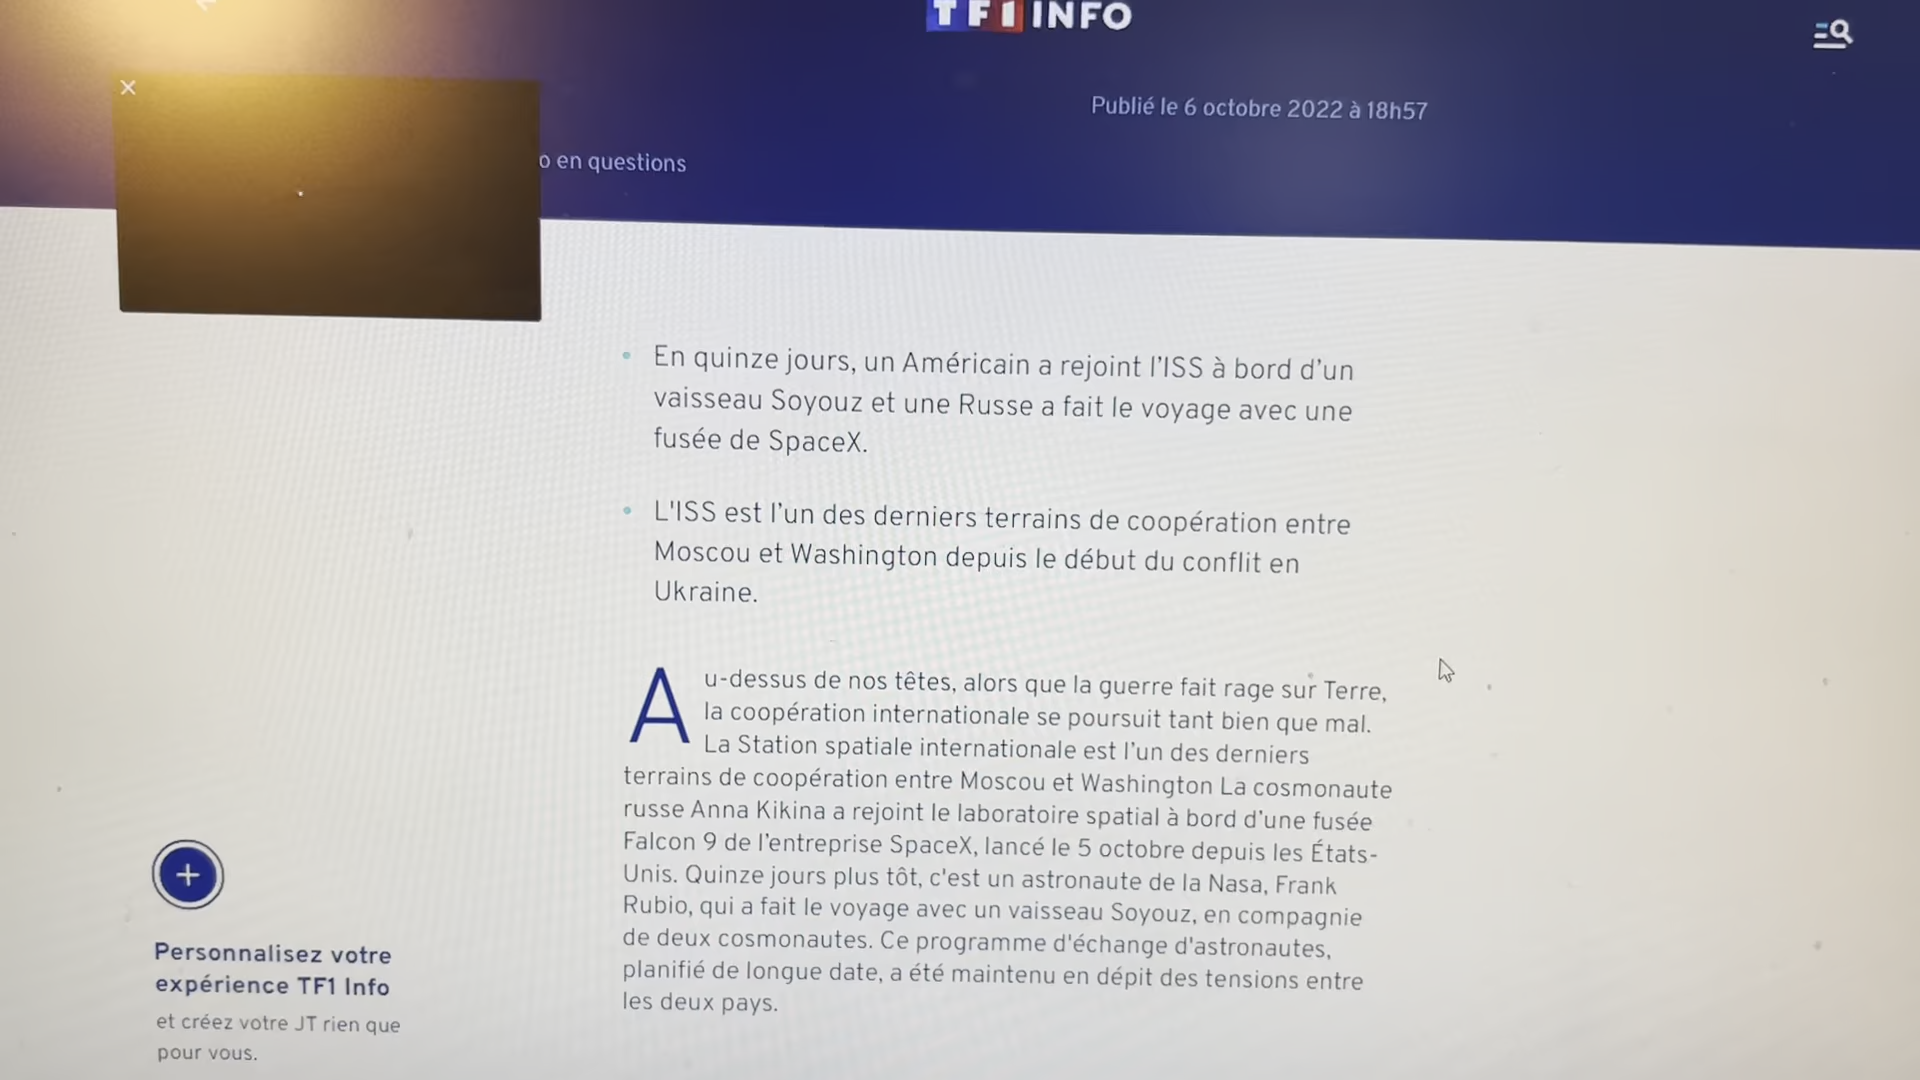 TF1 INFO
Publié le 6 octobre 2022 à 18h57
o en questions
En quinze jours, un Américain a rejoint l'ISS à bord d'un
vaisseau Soyouz et une Russe a fait le voyage avec une
fusée de SpaceX.
L'ISS est l'un des derniers terrains de coopération entre
Moscou et Washington depuis le début du conflit en
Ukraine.
Au-dessus de nos têtes, alors que la guerre fait rage sur Terre,
la coopération internationale se poursuit tant bien que mal.
La Station spatiale internationale est l'un des derniers
terrains de coopération entre Moscou et Washington La cosmonaute
russe Anna Kikina a rejoint le laboratoire spatial à bord d'une fusée
Falcon 9 de l'entreprise SpaceX, lancé le 5 octobre depuis les États-
Unis. Quinze jours plus tôt, c'est un astronaute de la Nasa, Frank
Rubio, qui a fait le voyage avec un vaisseau Soyouz, en compagnie
de deux cosmonautes. Ce programme d'échange d'astronautes,
planifié de longue date, a été maintenu en dépit des tensions entre
les deux pays.
Personnalisez votre
expérience TF1 Info
et créez votre JT rien que
pour vous.